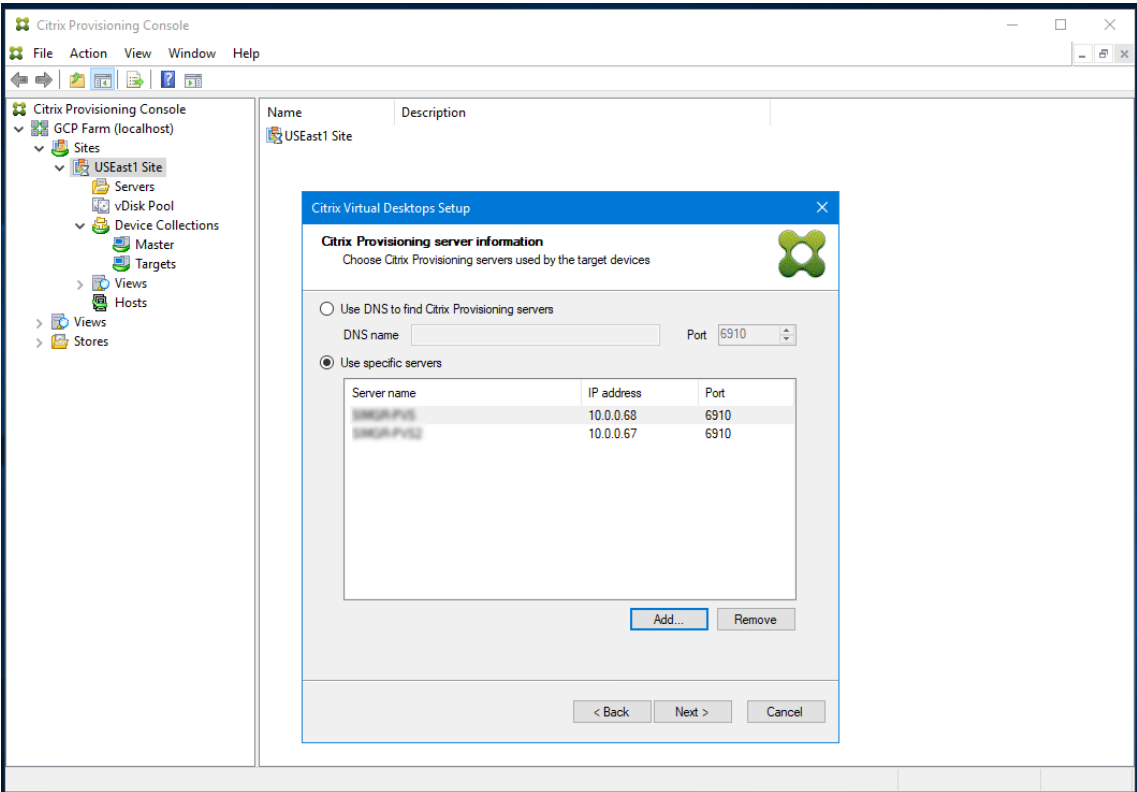 Citrix Provisioning Console
File Action View Window Help
Citrix Provisioning Console
GCP Farm (localhost)
Sites
USEast1 Site
Servers
vDisk Pool
Device Collections
Master
Targets
Views
Hosts
Views
Stores
Name Description
USEast1 Site
Citrix Virtual Desktops Setup
Citrix Provisioning server information
Choose Citrix Provisioning servers used by the target devices
Use DNS to find Citrix Provisioning servers
DNS name Port 6910
Use specific servers
Server name IP address Port
10.0.0.68 6910
10.0.0.67 6910
Add... Remove
< Back Next > Cancel